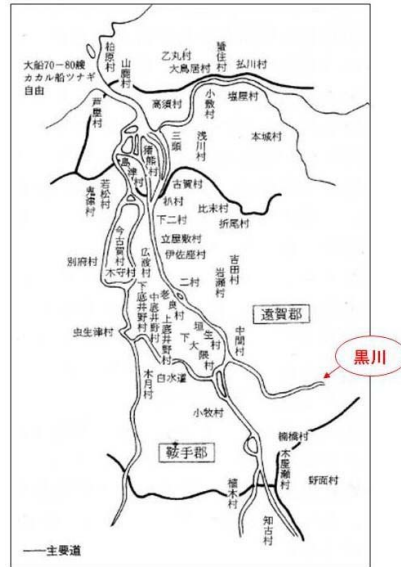 大船70−80艘
カカル船ツナギ
自由
柏原村
山鹿村
芦屋村
乙丸村
大鳥居村
蜑住村
払川村
高須村
小敷村
塩屋村
本城村
三頭
浅川村
猪熊村
島津村
若松村
鬼津村
古賀村
払村
比末村
折尾村
下二村
立屋敷村
伊佐座村
吉田村
今古賀村
別府村
木守村
広渡村
二村
岩瀬村
老良村
下底井野村
中底井野村
上底井野村
垣生村
下大隈村
中間村
遠賀郡
虫生津村
木月村
白水道
小牧村
黒川
鞍手郡
楠橋村
木屋瀬村
野面村
植木村
知古村
主要道